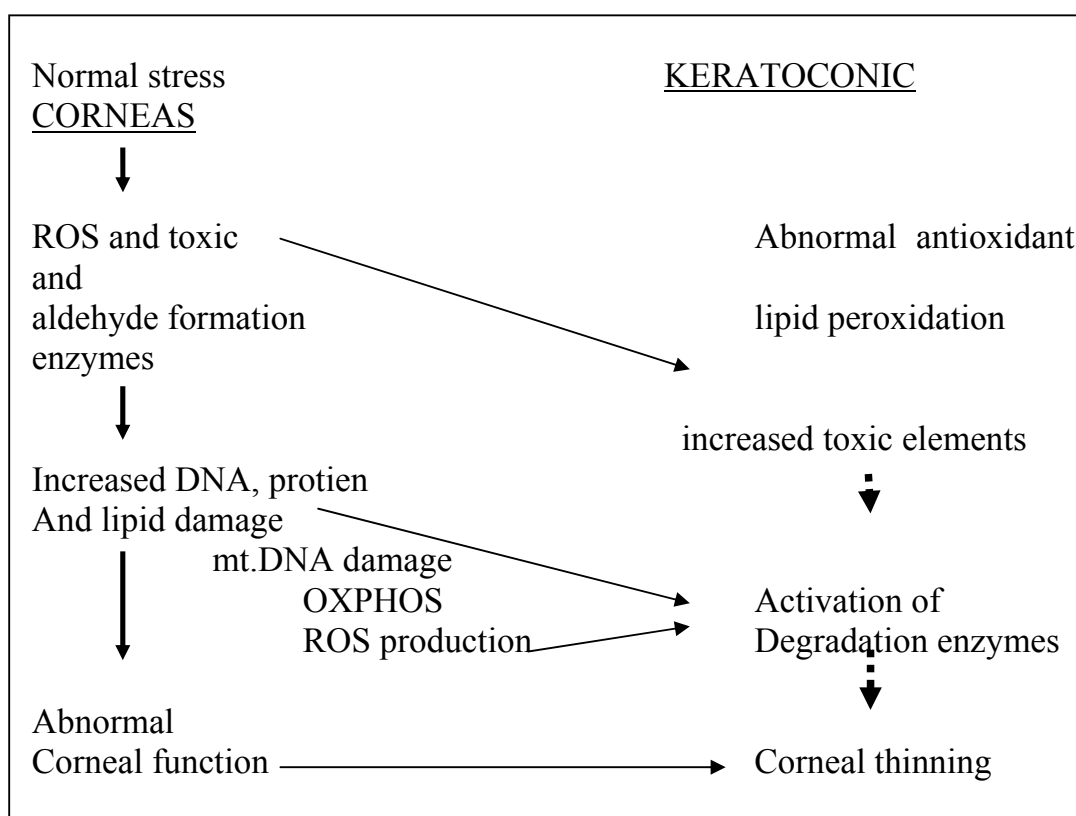 Normal stress
KERATOCONIC
CORNEAS
ROS and toxic
Abnormal antioxidant
and
aldehyde formation
lipid peroxidation
enzymes
increased toxic elements
Increased DNA, protien
And lipid damage
mt.DNA damage
OXPHOS
Activation of
ROS production
Degradation enzymes
Abnormal
Corneal function
Corneal thinning